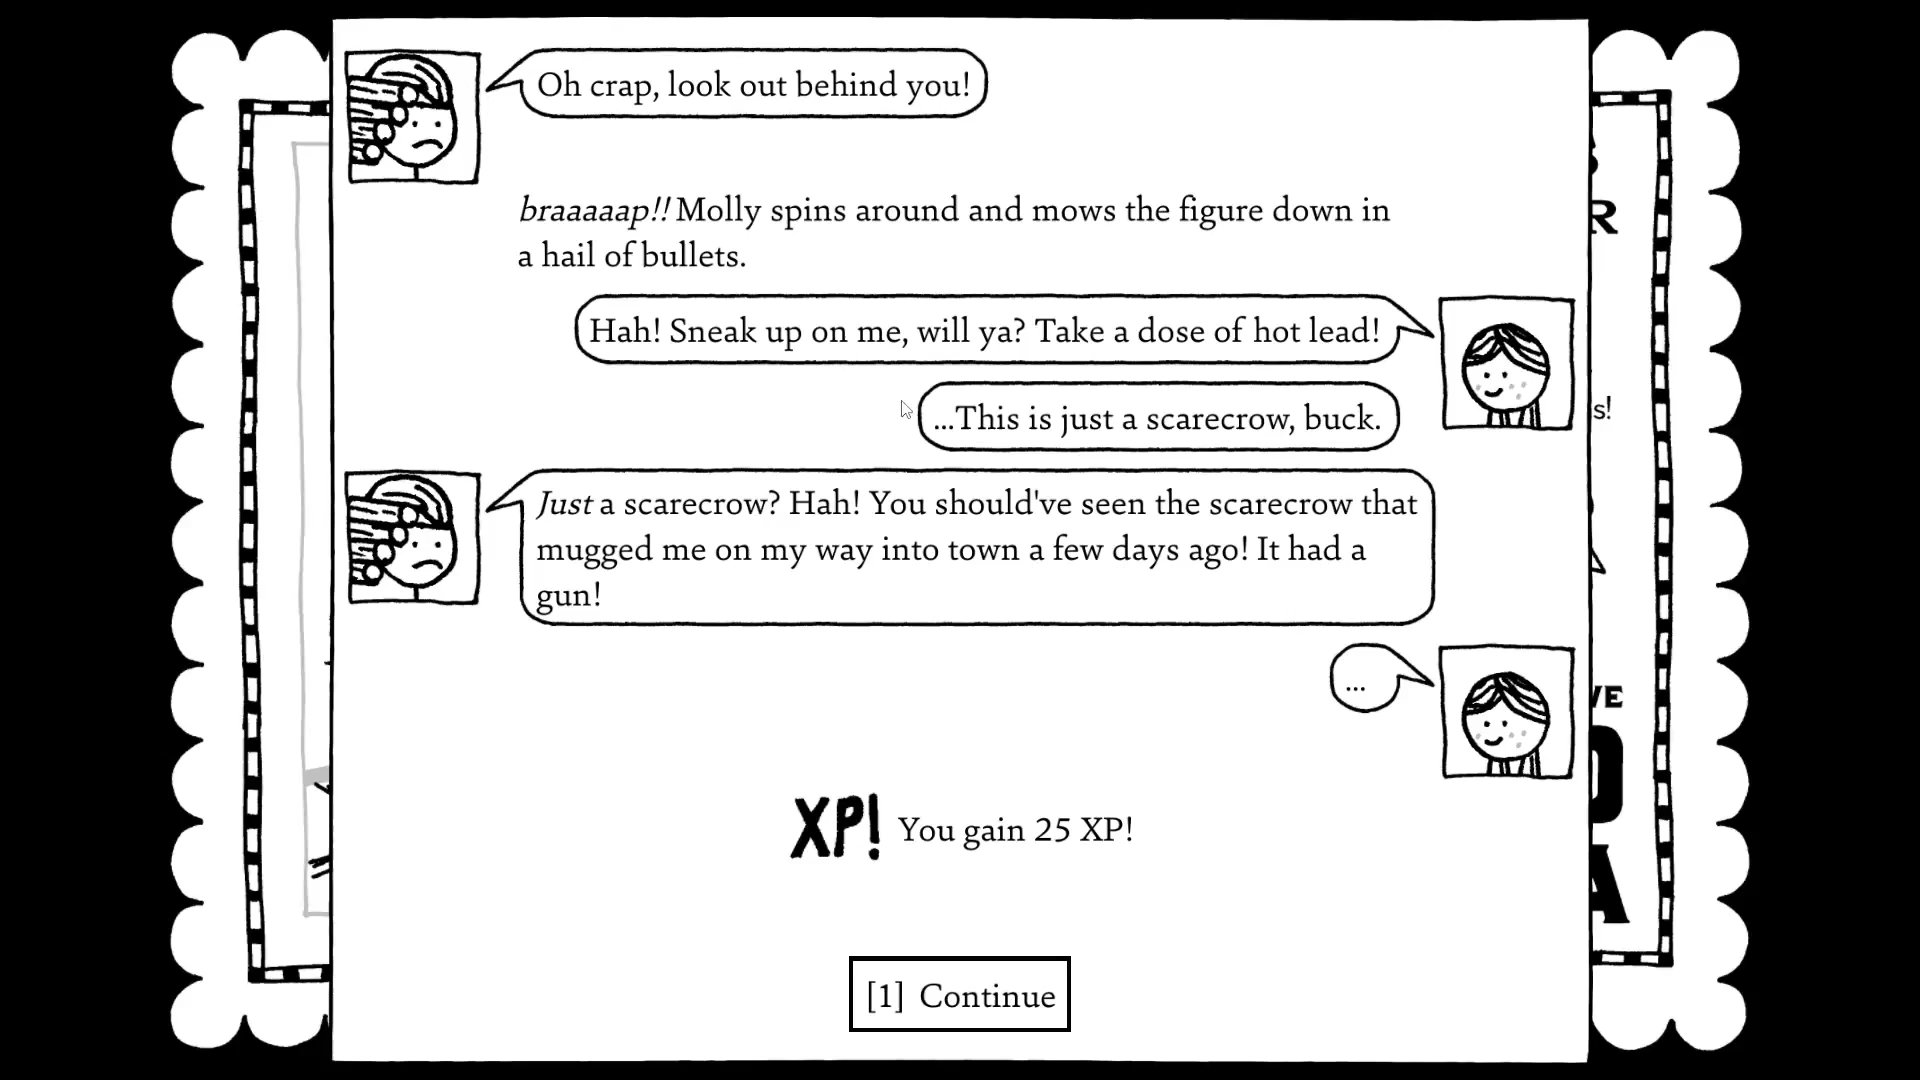 Oh crap, look out behind you!
braaaaap!! Molly spins around and mows the figure down in
a hail of bullets.
Hah! Sneak up on me, will ya? Take a dose of hot lead!
...This is just a scarecrow, buck.
Just a scarecrow? Hah! You should've seen the scarecrow that
mugged me on my way into town a few days ago! It had a
gun!
...
XP! You gain 25 XP!
[1] Continue